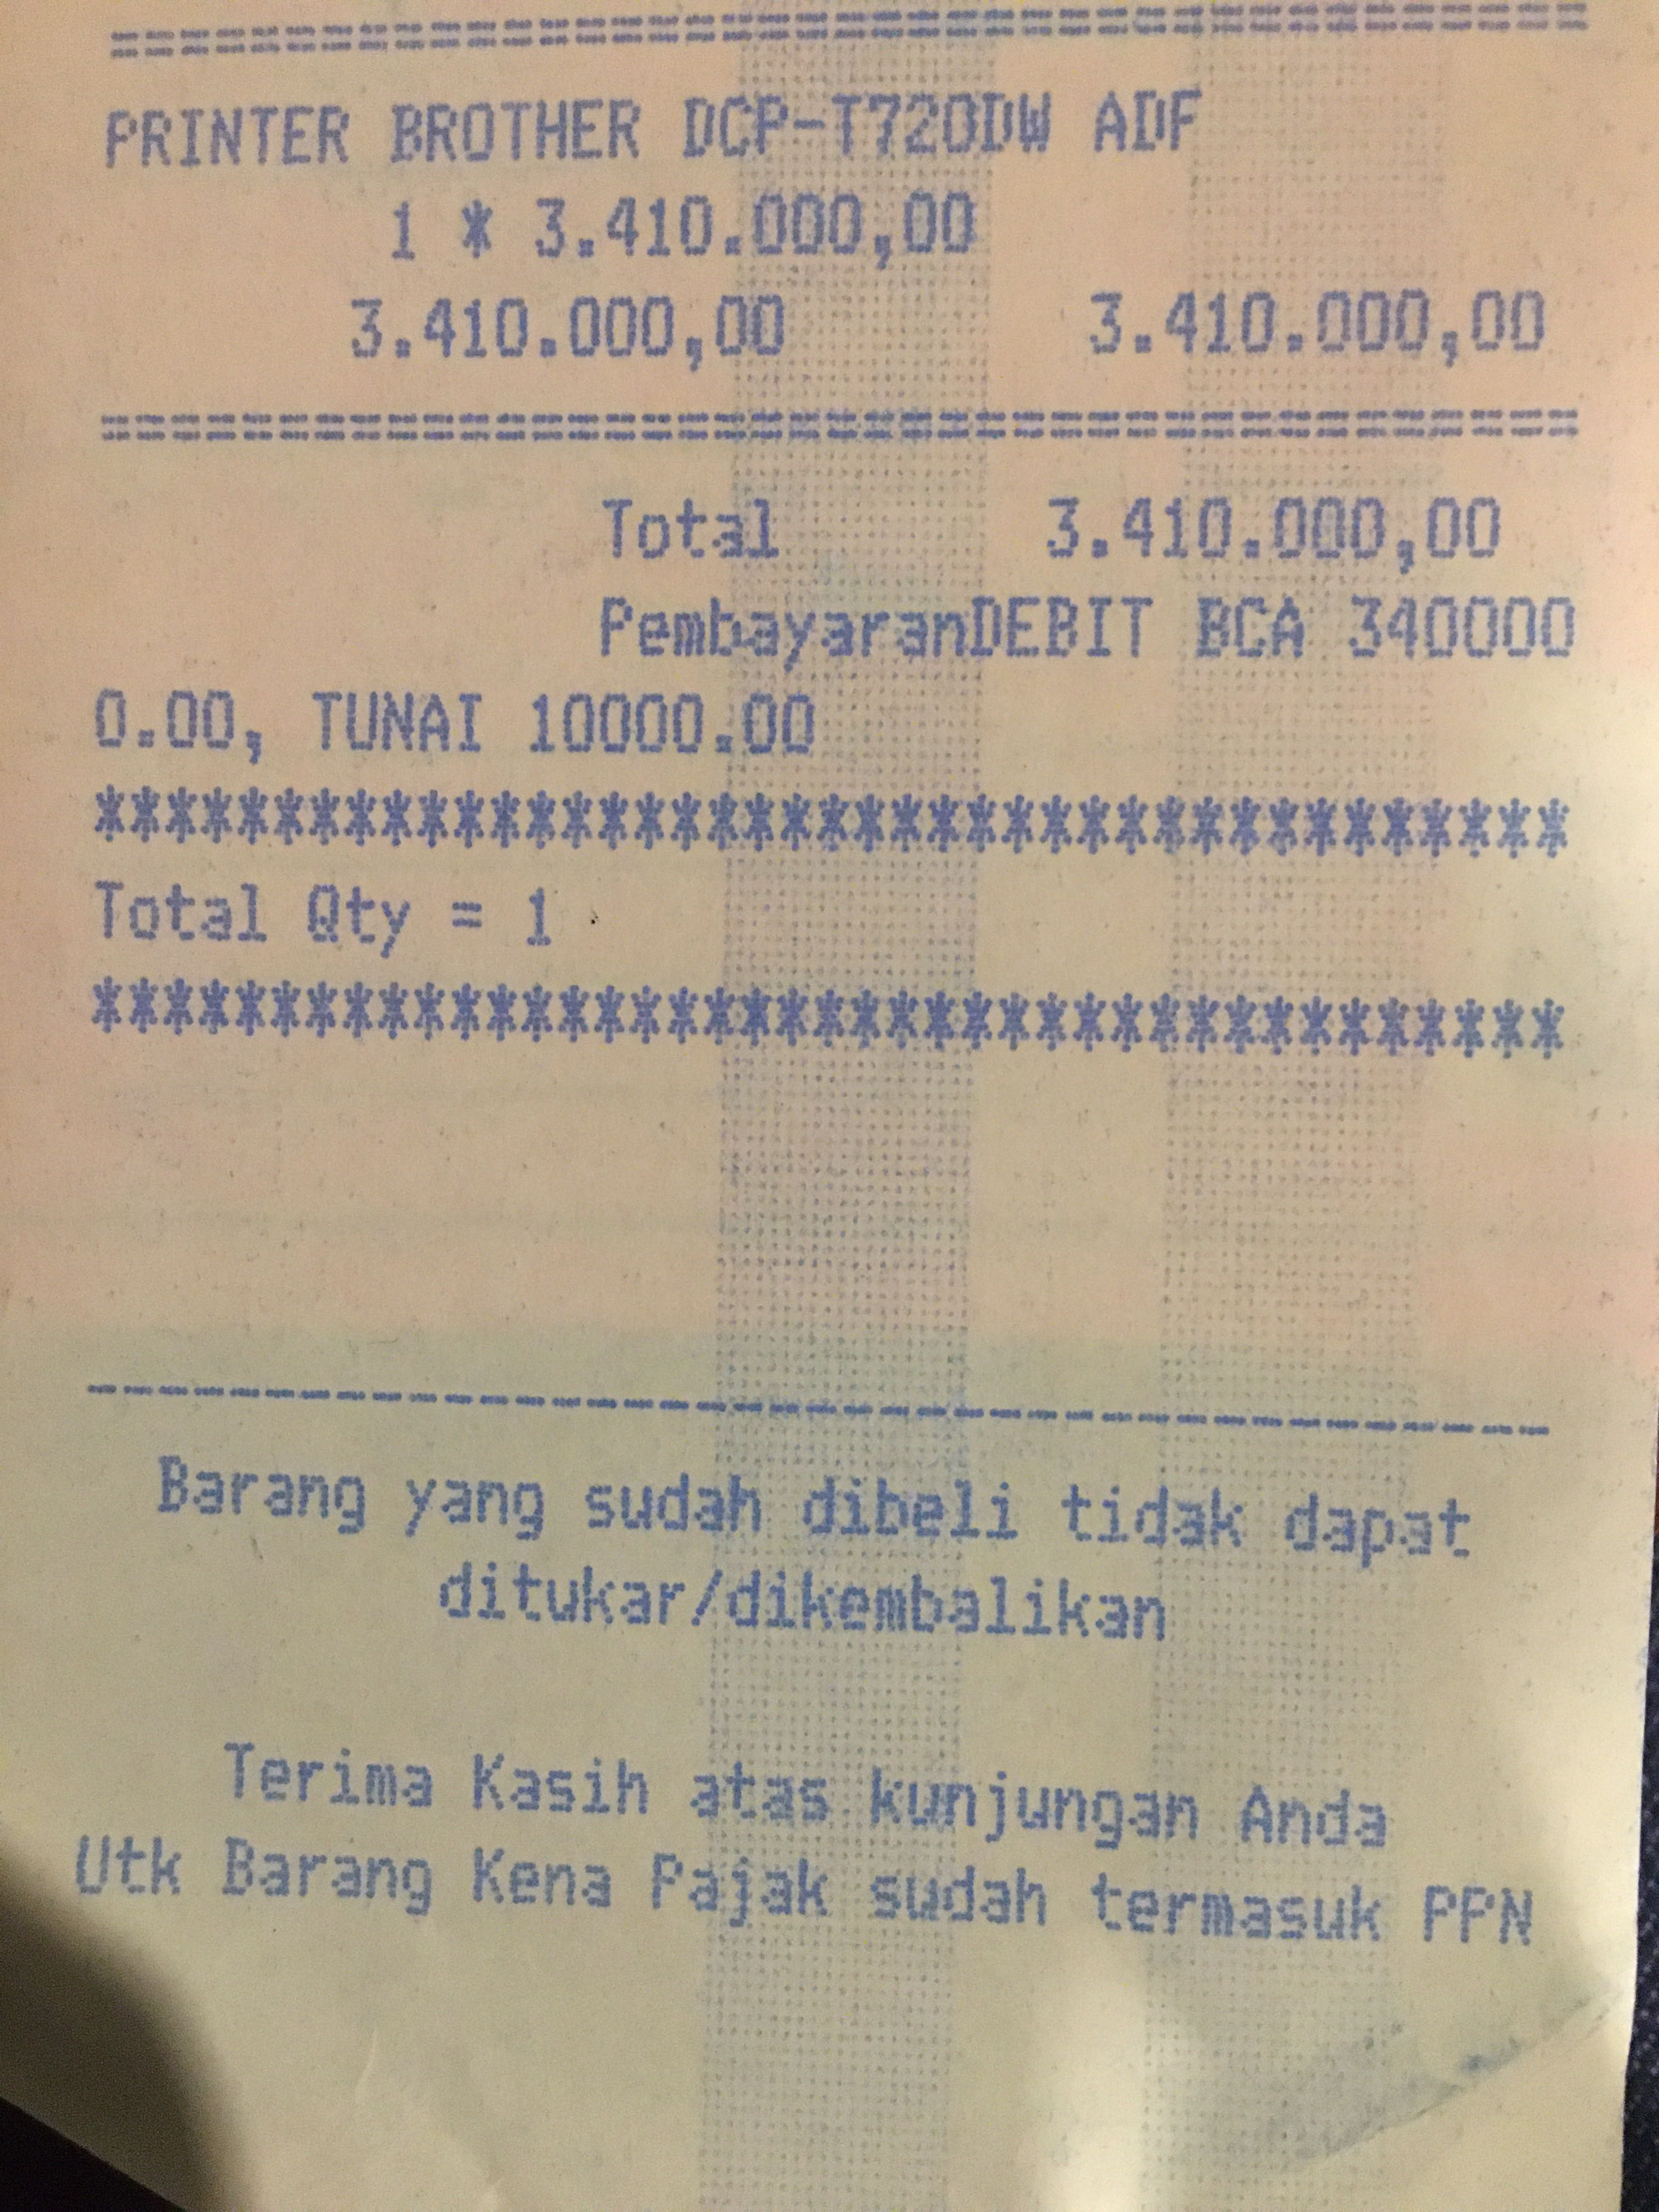 ========================================
PRINTER BROTHER DCP-T720DW ADF
1 * 3.410.000,00
3.410.000,00 3.410.000,00
========================================
Total 3.410.000,00
PembayaranDEBIT BCA 340000
0.00, TUNAI 10000.00
****************************************
Total Qty = 1
****************************************
----------------------------------------
Barang yang sudah dibeli tidak dapat
ditukar/dikembalikan
Terima Kasih atas kunjungan Anda
Utk Barang Kena Pajak sudah termasuk PPN